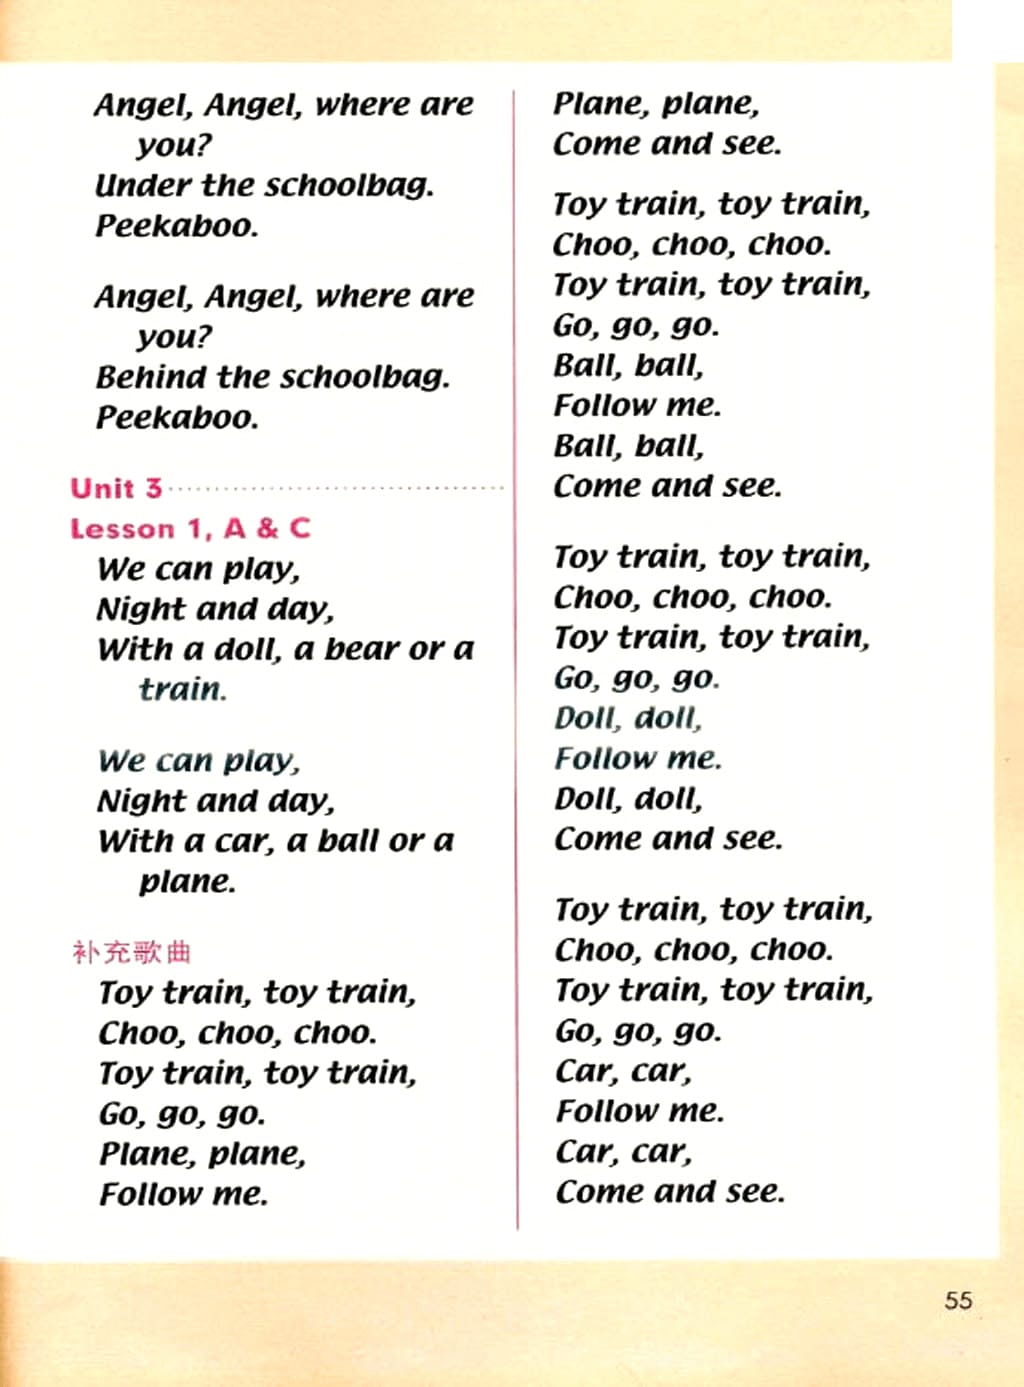 Angel, Angel, where are
you?
Under the schoolbag.
Peekaboo.
Angel, Angel, where are
you?
Behind the schoolbag.
Peekaboo.
Unit 3
Lesson 1, A & C
We can play,
Night and day,
With a doll, a bear or a
train.
We can play,
Night and day,
With a car, a ball or a
plane.
补充歌曲
Toy train, toy train,
Choo, choo, choo.
Toy train, toy train,
Go, go, go.
Plane, plane,
Follow me.
Plane, plane,
Come and see.
Toy train, toy train,
Choo, choo, choo.
Toy train, toy train,
Go, go, go.
Ball, ball,
Follow me.
Ball, ball,
Come and see.
Toy train, toy train,
Choo, choo, choo.
Toy train, toy train,
Go, go, go.
Doll, doll,
Follow me.
Doll, doll,
Come and see.
Toy train, toy train,
Choo, choo, choo.
Toy train, toy train,
Go, go, go.
Car, car,
Follow me.
Car, car,
Come and see.
55